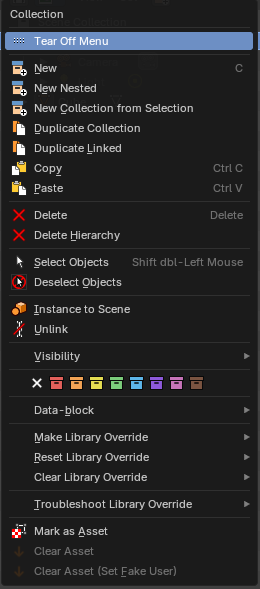 Collection
Tear Off Menu
New C
New Nested
New Collection from Selection
Duplicate Collection
Duplicate Linked
Copy Ctrl C
Paste Ctrl V
Delete Delete
Delete Hierarchy
Select Objects Shift dbl-Left Mouse
Deselect Objects
Instance to Scene
Unlink
Visibility
Data-block
Make Library Override
Reset Library Override
Clear Library Override
Troubleshoot Library Override
Mark as Asset
Clear Asset
Clear Asset (Set Fake User)